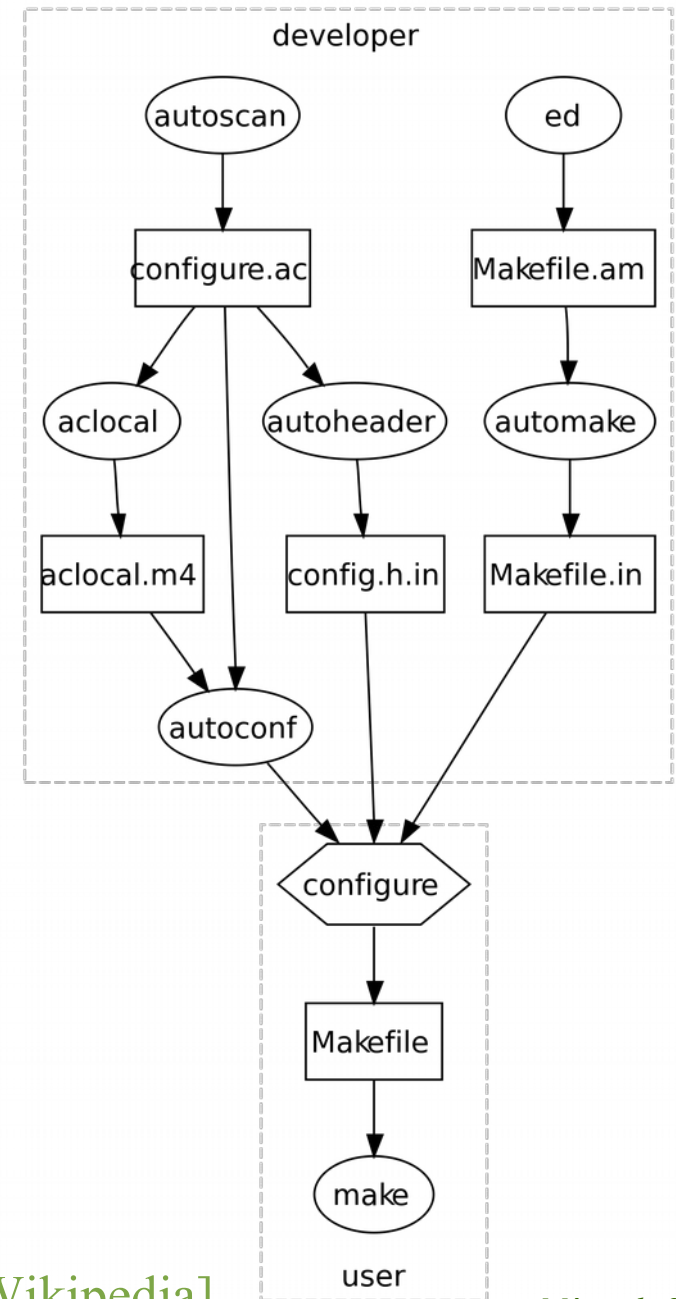 developer
autoscan
ed
configure.ac
Makefile.am
aclocal
autoheader
automake
aclocal.m4
config.h.in
Makefile.in
autoconf
configure
Makefile
make
user
Wikipedia]